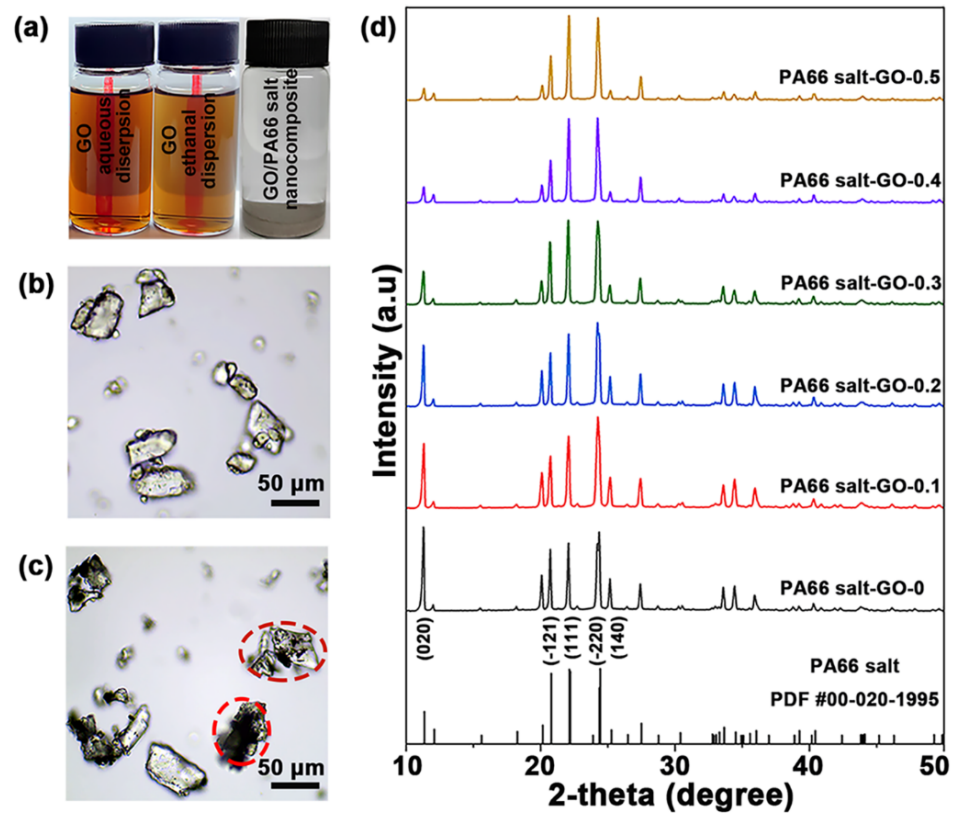 (a)
GO
aqueous
diserpsion
GO
ethanal
dispersion
GO/PA66 salt
nanocomposite
(b)
50 μm
(c)
50 μm
(d)
Intensity (a.u)
PA66 salt-GO-0.5
PA66 salt-GO-0.4
PA66 salt-GO-0.3
PA66 salt-GO-0.2
PA66 salt-GO-0.1
PA66 salt-GO-0
(020)
(-121)
(111)
(-220)
(140)
PA66 salt
PDF #00-020-1995
10 20 30 40 50
2-theta (degree)